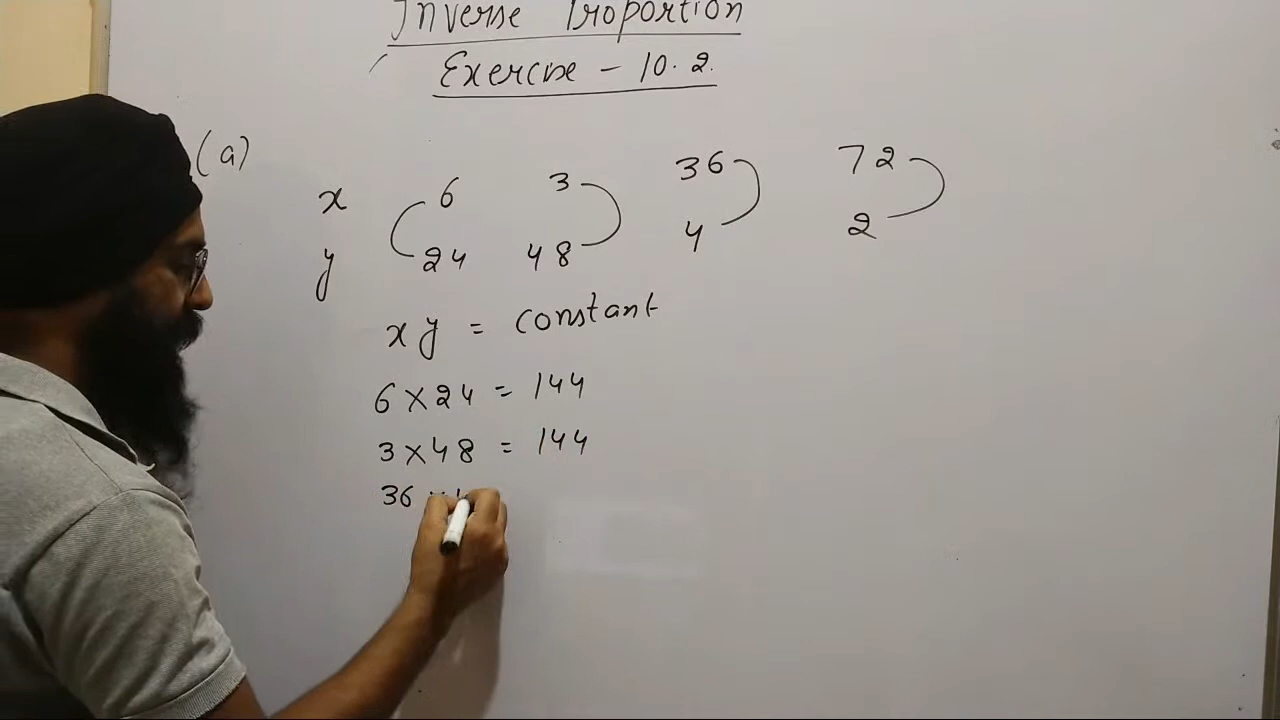 Inverse Proportion
Exercise - 10.2.
(a)
x 6 3 36 72
y 24 48 4 2
xy = constant
6 × 24 = 144
3 × 48 = 144
36